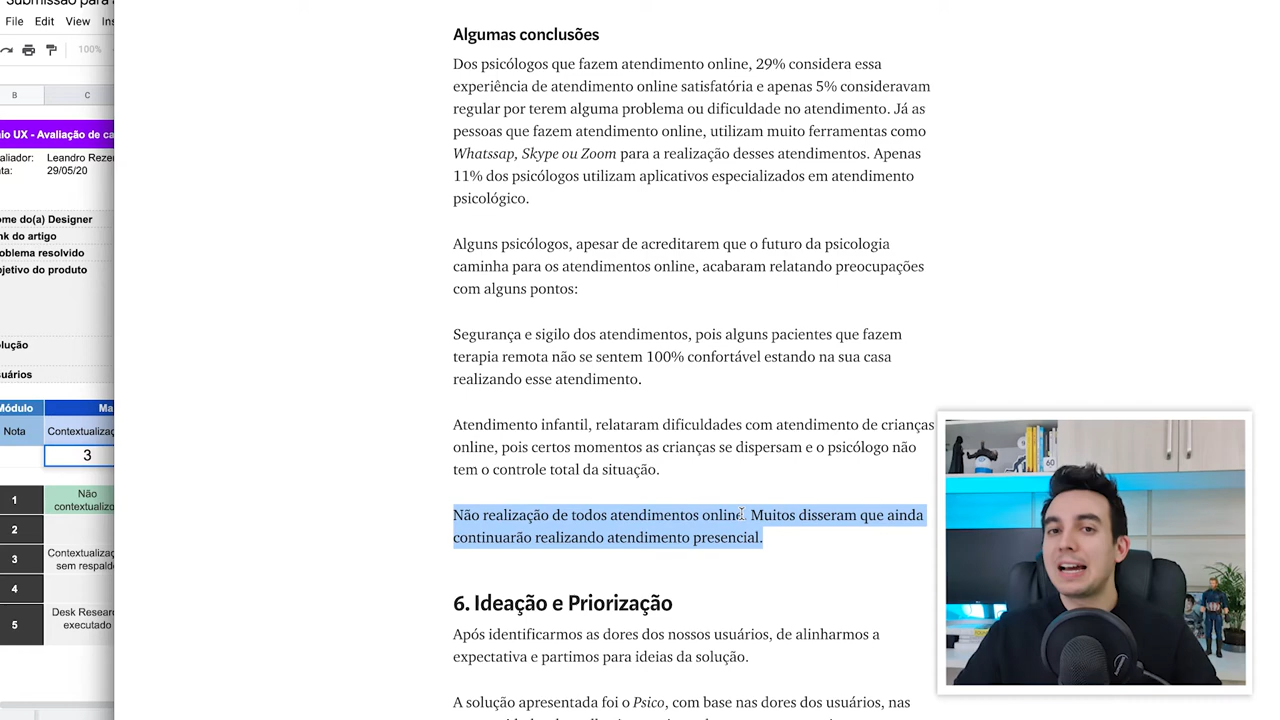 Submissão para
File Edit View Ins
100%
B C
io UX - Avaliação de ca
aliador: Leandro Rezer
ta: 29/05/20
ome do(a) Designer
nk do artigo
oblema resolvido
bjetivo do produto
lução
uários
Módulo Ma
Nota Contextualizaç
3
1 Não
contextualizo
2
3 Contextualizaç
sem respaldo
4
5 Desk Researc
executado
Algumas conclusões
Dos psicólogos que fazem atendimento online, 29% considera essa
experiência de atendimento online satisfatória e apenas 5% consideravam
regular por terem alguma problema ou dificuldade no atendimento. Já as
pessoas que fazem atendimento online, utilizam muito ferramentas como
Whatssap, Skype ou Zoom para a realização desses atendimentos. Apenas
11% dos psicólogos utilizam aplicativos especializados em atendimento
psicológico.
Alguns psicólogos, apesar de acreditarem que o futuro da psicologia
caminha para os atendimentos online, acabaram relatando preocupações
com alguns pontos:
Segurança e sigilo dos atendimentos, pois alguns pacientes que fazem
terapia remota não se sentem 100% confortável estando na sua casa
realizando esse atendimento.
Atendimento infantil, relataram dificuldades com atendimento de crianças
online, pois certos momentos as crianças se dispersam e o psicólogo não
tem o controle total da situação.
Não realização de todos atendimentos online. Muitos disseram que ainda
continuarão realizando atendimento presencial.
6. Ideação e Priorização
Após identificarmos as dores dos nossos usuários, de alinharmos a
expectativa e partimos para ideias da solução.
A solução apresentada foi o Psico, com base nas dores dos usuários, nas
60